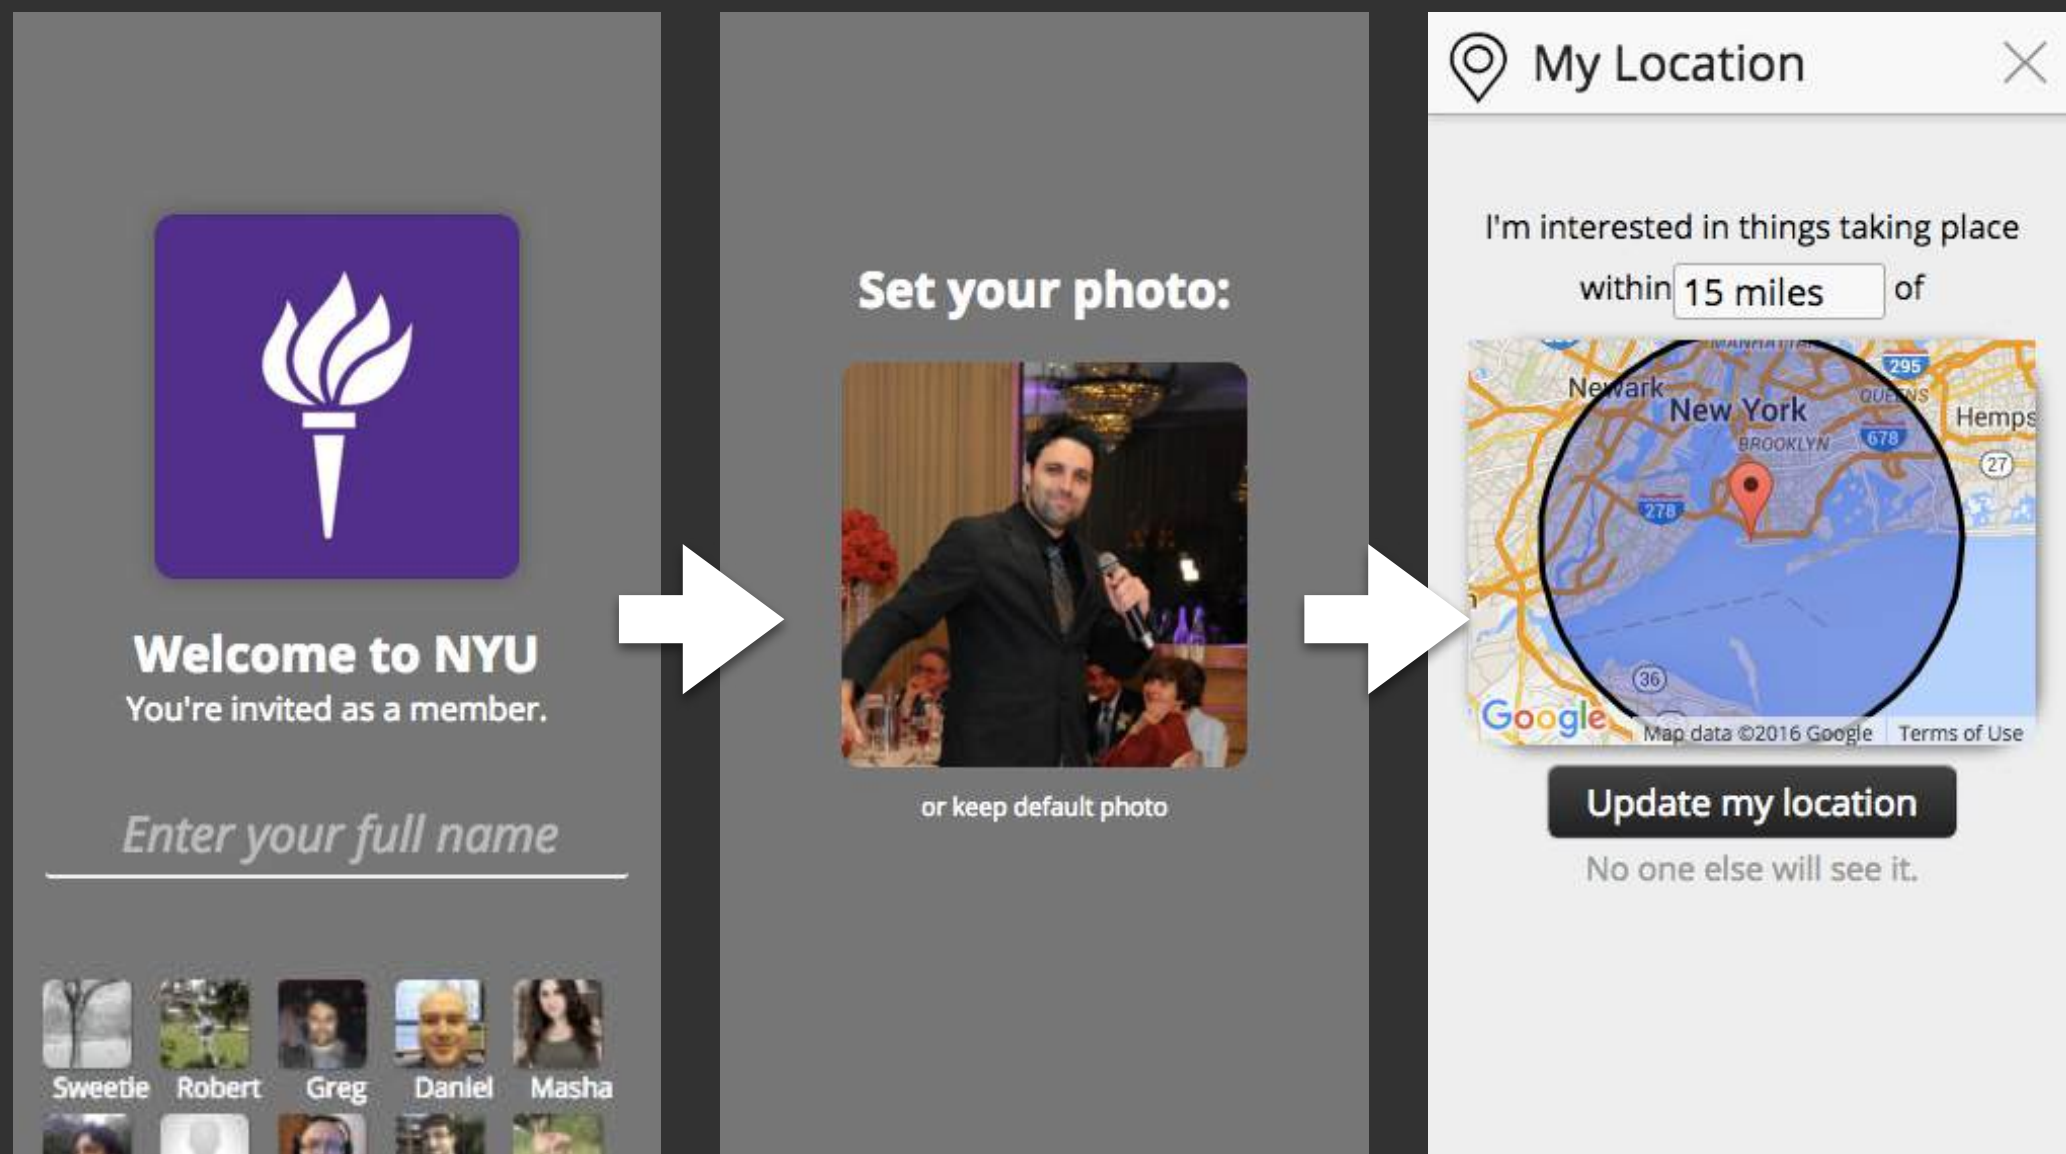 Welcome to NYU
You're invited as a member.
Enter your full name
Sweetie Robert Greg Daniel Masha
Set your photo:
or keep default photo
My Location
I'm interested in things taking place
within 15 miles of
MANHATTAN
295
Newark
QUEENS
New York
Hemps
BROOKLYN
678
27
278
36
Google
Map data ©2016 Google Terms of Use
Update my location
No one else will see it.